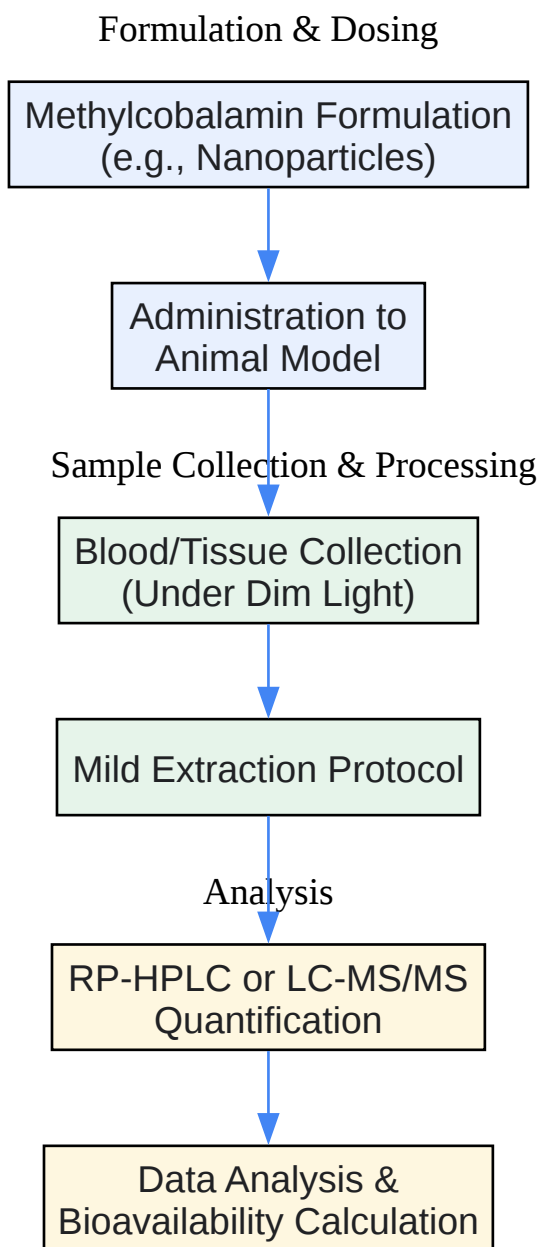 Formulation & Dosing
Methylcobalamin Formulation
(e.g., Nanoparticles)
Administration to
Animal Model
Sample Collection & Processing
Blood/Tissue Collection
(Under Dim Light)
Mild Extraction Protocol
Analysis
RP-HPLC or LC-MS/MS
Quantification
Data Analysis &
Bioavailability Calculation